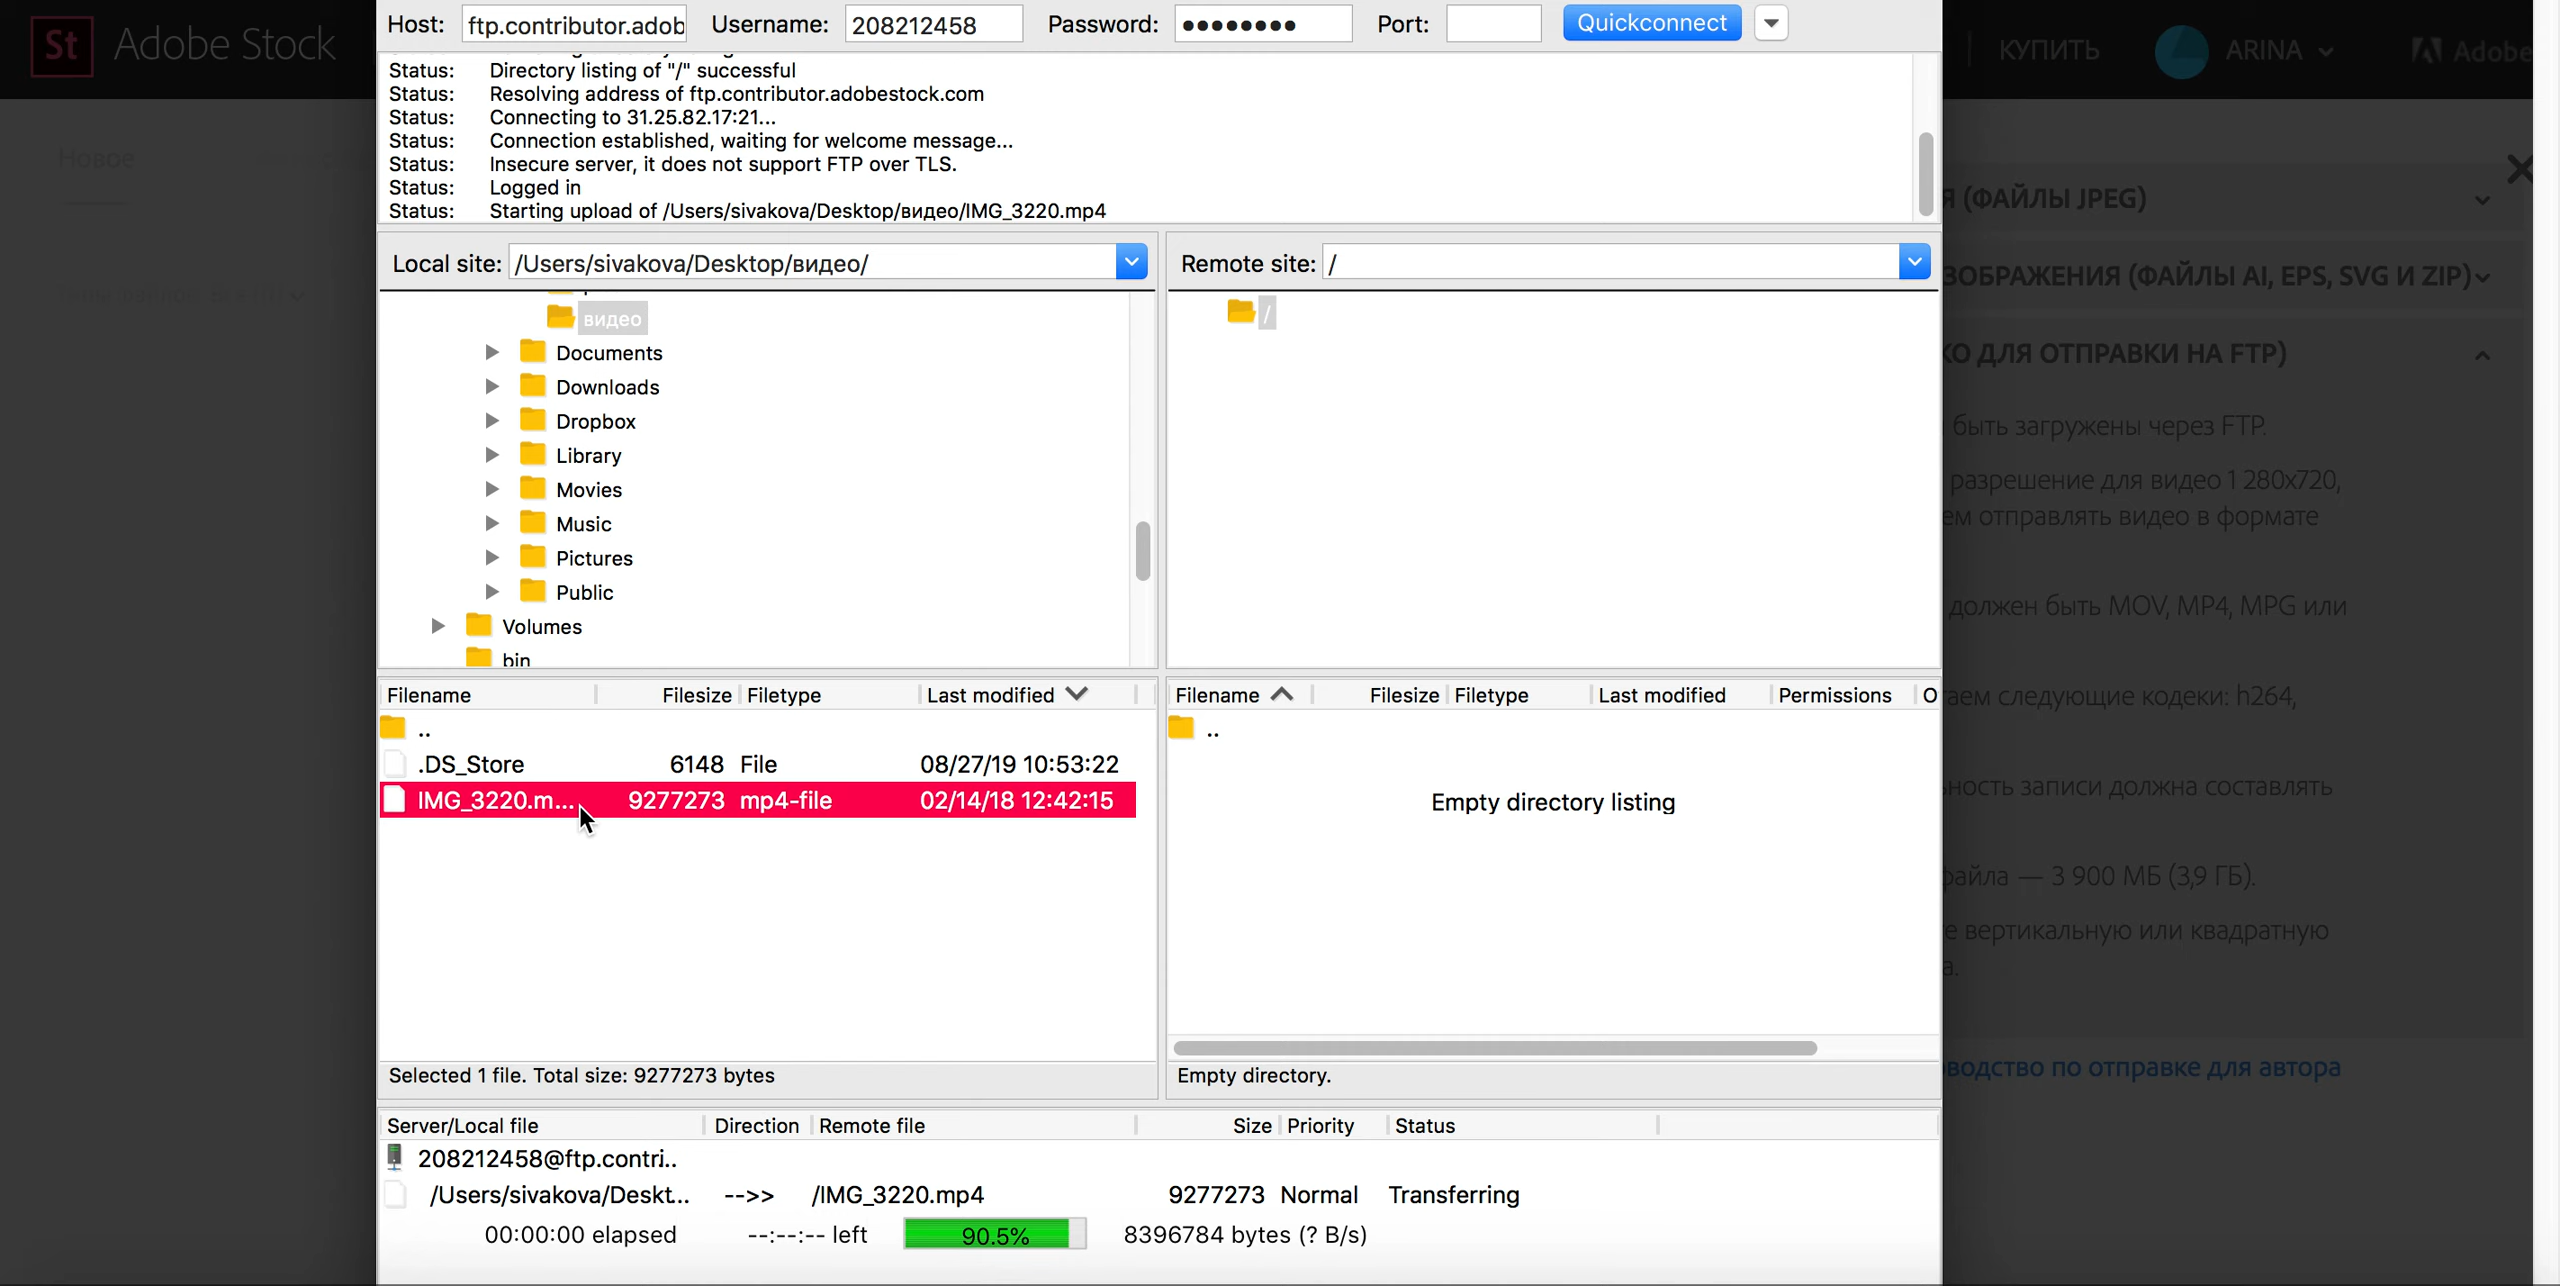 St Adobe Stock
Host: ftp.contributor.adob Username: 208212458 Password: ●●●●●●●● Port: Quickconnect
КУПИТЬ ARINA Adobe
Status: Directory listing of "/" successful
Status: Resolving address of ftp.contributor.adobestock.com
Status: Connecting to 31.25.82.17:21...
Status: Connection established, waiting for welcome message...
Status: Insecure server, it does not support FTP over TLS.
Status: Logged in
Status: Starting upload of /Users/sivakova/Desktop/видео/IMG_3220.mp4
Новое
Local site: /Users/sivakova/Desktop/видео/
видео
Documents
Downloads
Dropbox
Library
Movies
Music
Pictures
Public
Volumes
bin
Remote site: /
/
Filename Filesize Filetype Last modified
..
.DS_Store 6148 File 08/27/19 10:53:22
IMG_3220.m... 9277273 mp4-file 02/14/18 12:42:15
Selected 1 file. Total size: 9277273 bytes
Filename Filesize Filetype Last modified Permissions O
..
Empty directory listing
Empty directory.
Server/Local file Direction Remote file Size Priority Status
208212458@ftp.contri..
/Users/sivakova/Deskt... -->> /IMG_3220.mp4 9277273 Normal Transferring
00:00:00 elapsed --:--:-- left 90.5% 8396784 bytes (? B/s)
Я (ФАЙЛЫ JPEG)
ЗОБРАЖЕНИЯ (ФАЙЛЫ AI, EPS, SVG И ZIP)
КО ДЛЯ ОТПРАВКИ НА FTP)
быть загружены через FTP.
разрешение для видео 1 280x720,
ем отправлять видео в формате
должен быть MOV, MP4, MPG или
аем следующие кодеки: h264,
ность записи должна составлять
файла — 3 900 МБ (3,9 ГБ).
е вертикальную или квадратную
а.
водство по отправке для автора